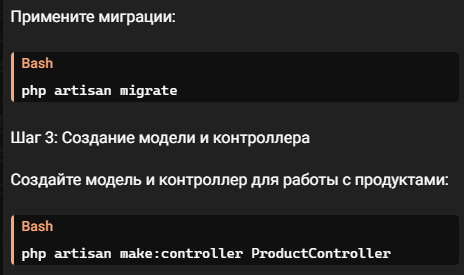 Примените миграции:
Bash
php artisan migrate
Шаг 3: Создание модели и контроллера
Создайте модель и контроллер для работы с продуктами:
Bash
php artisan make:controller ProductController